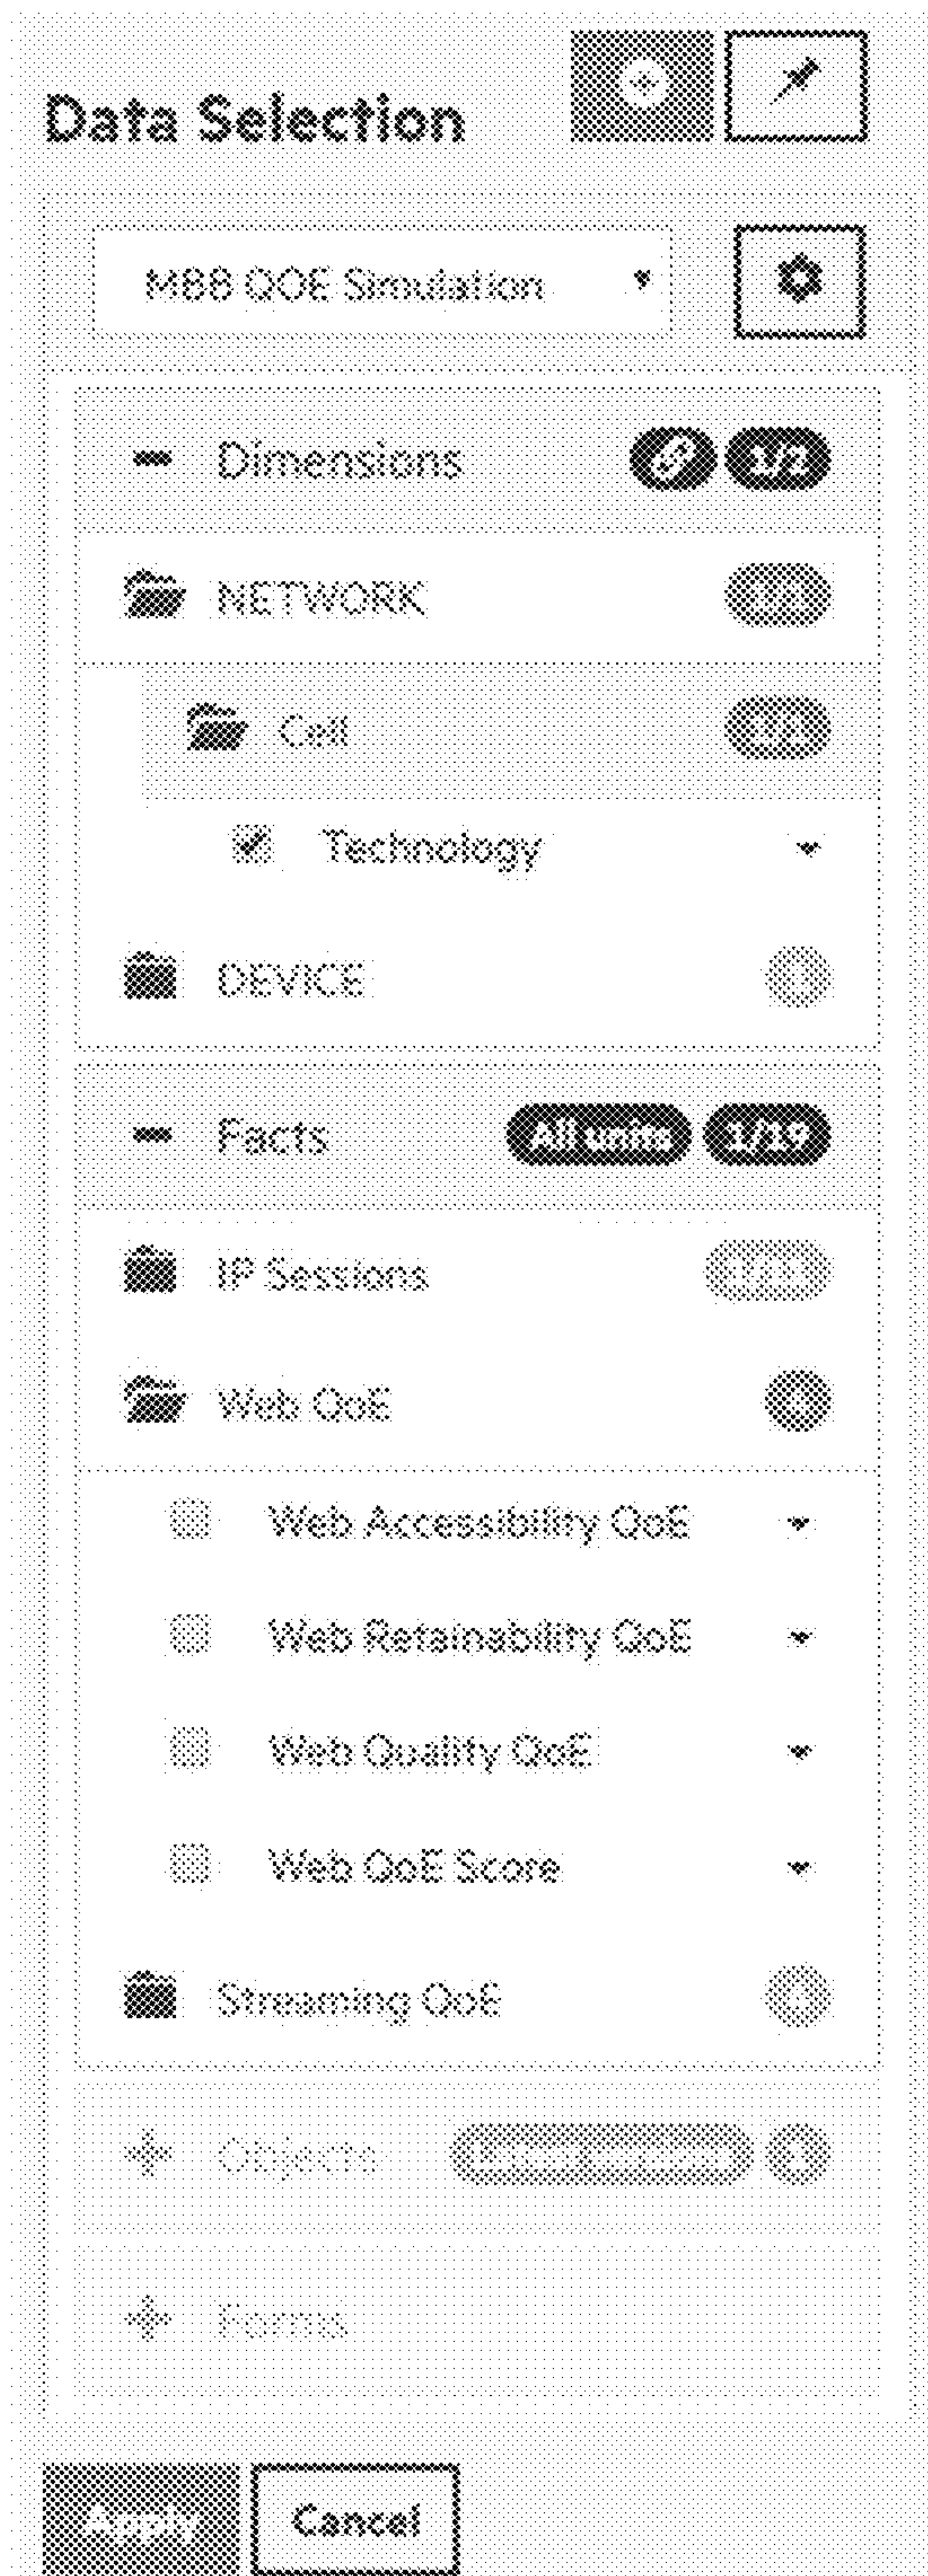 Data Selection
MBB QOE Simulation
Dimensions 1/2
NETWORK
Cell
Technology
DEVICE
Facts All units 1/19
IP Sessions
Web QoE
Web Accessibility QoE
Web Retainability QoE
Web Quality QoE
Web QoE Score
Streaming QoE
Objects
Forms
Apply Cancel